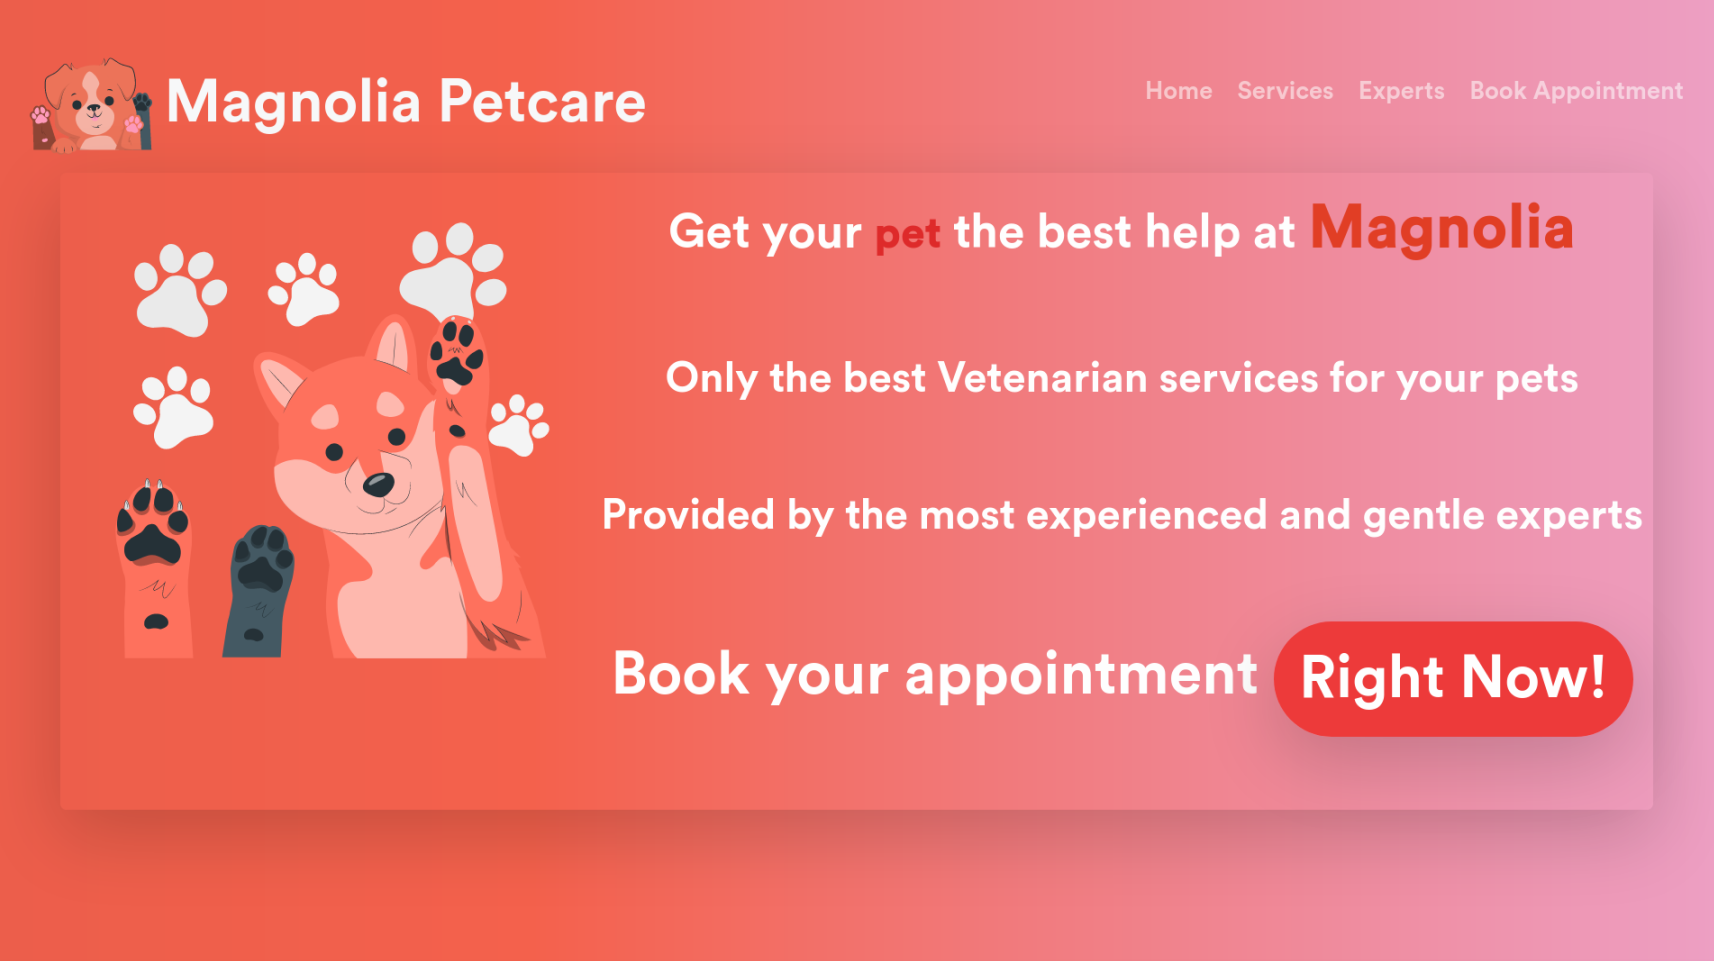 Magnolia Petcare
Home Services Experts Book Appointment
Get your pet the best help at Magnolia
Only the best Vetenarian services for your pets
Provided by the most experienced and gentle experts
Book your appointment Right Now!